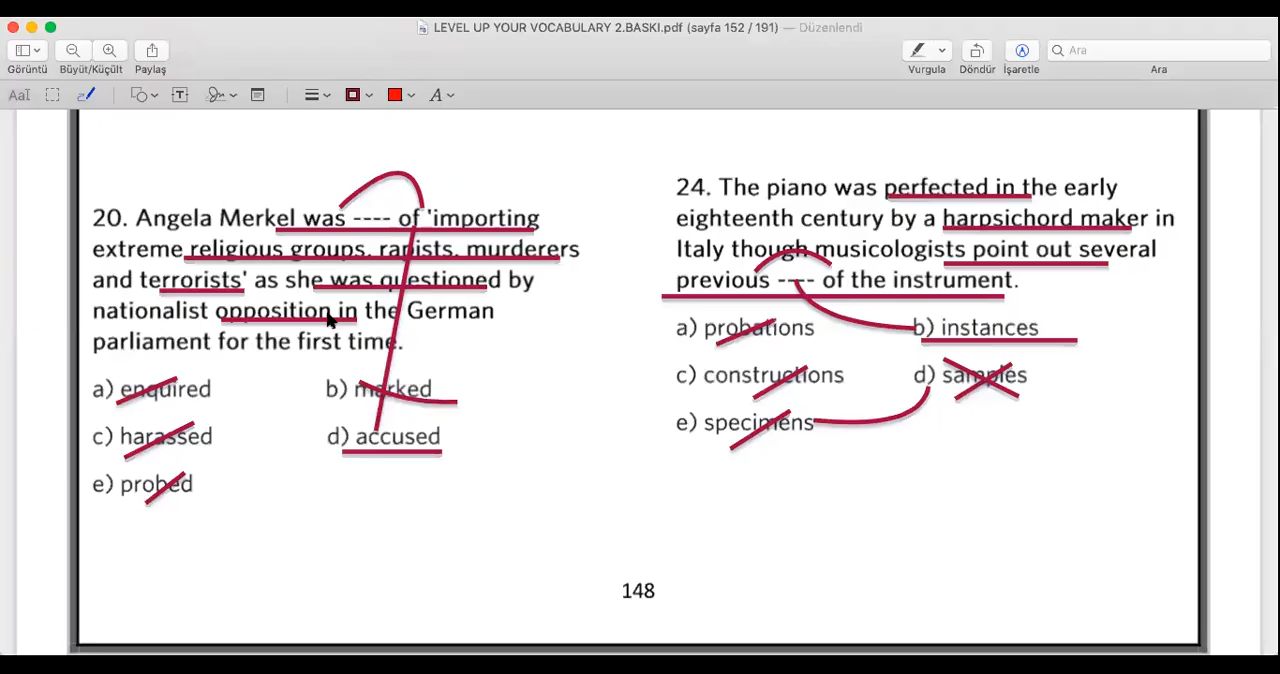 LEVEL UP YOUR VOCABULARY 2.BASKI.pdf (sayfa 152 / 191) — Düzenlendi
Görüntü Büyüt/Küçült Paylaş Vurgula Döndür İşaretle Ara
Ara
AaI T A
20. Angela Merkel was ---- of 'importing
extreme religious groups, rapists, murderers
and terrorists' as she was questioned by
nationalist opposition in the German
parliament for the first time.
a) enquired b) marked
c) harassed d) accused
e) probed
24. The piano was perfected in the early
eighteenth century by a harpsichord maker in
Italy though musicologists point out several
previous ---- of the instrument.
a) probations b) instances
c) constructions d) samples
e) specimens
148